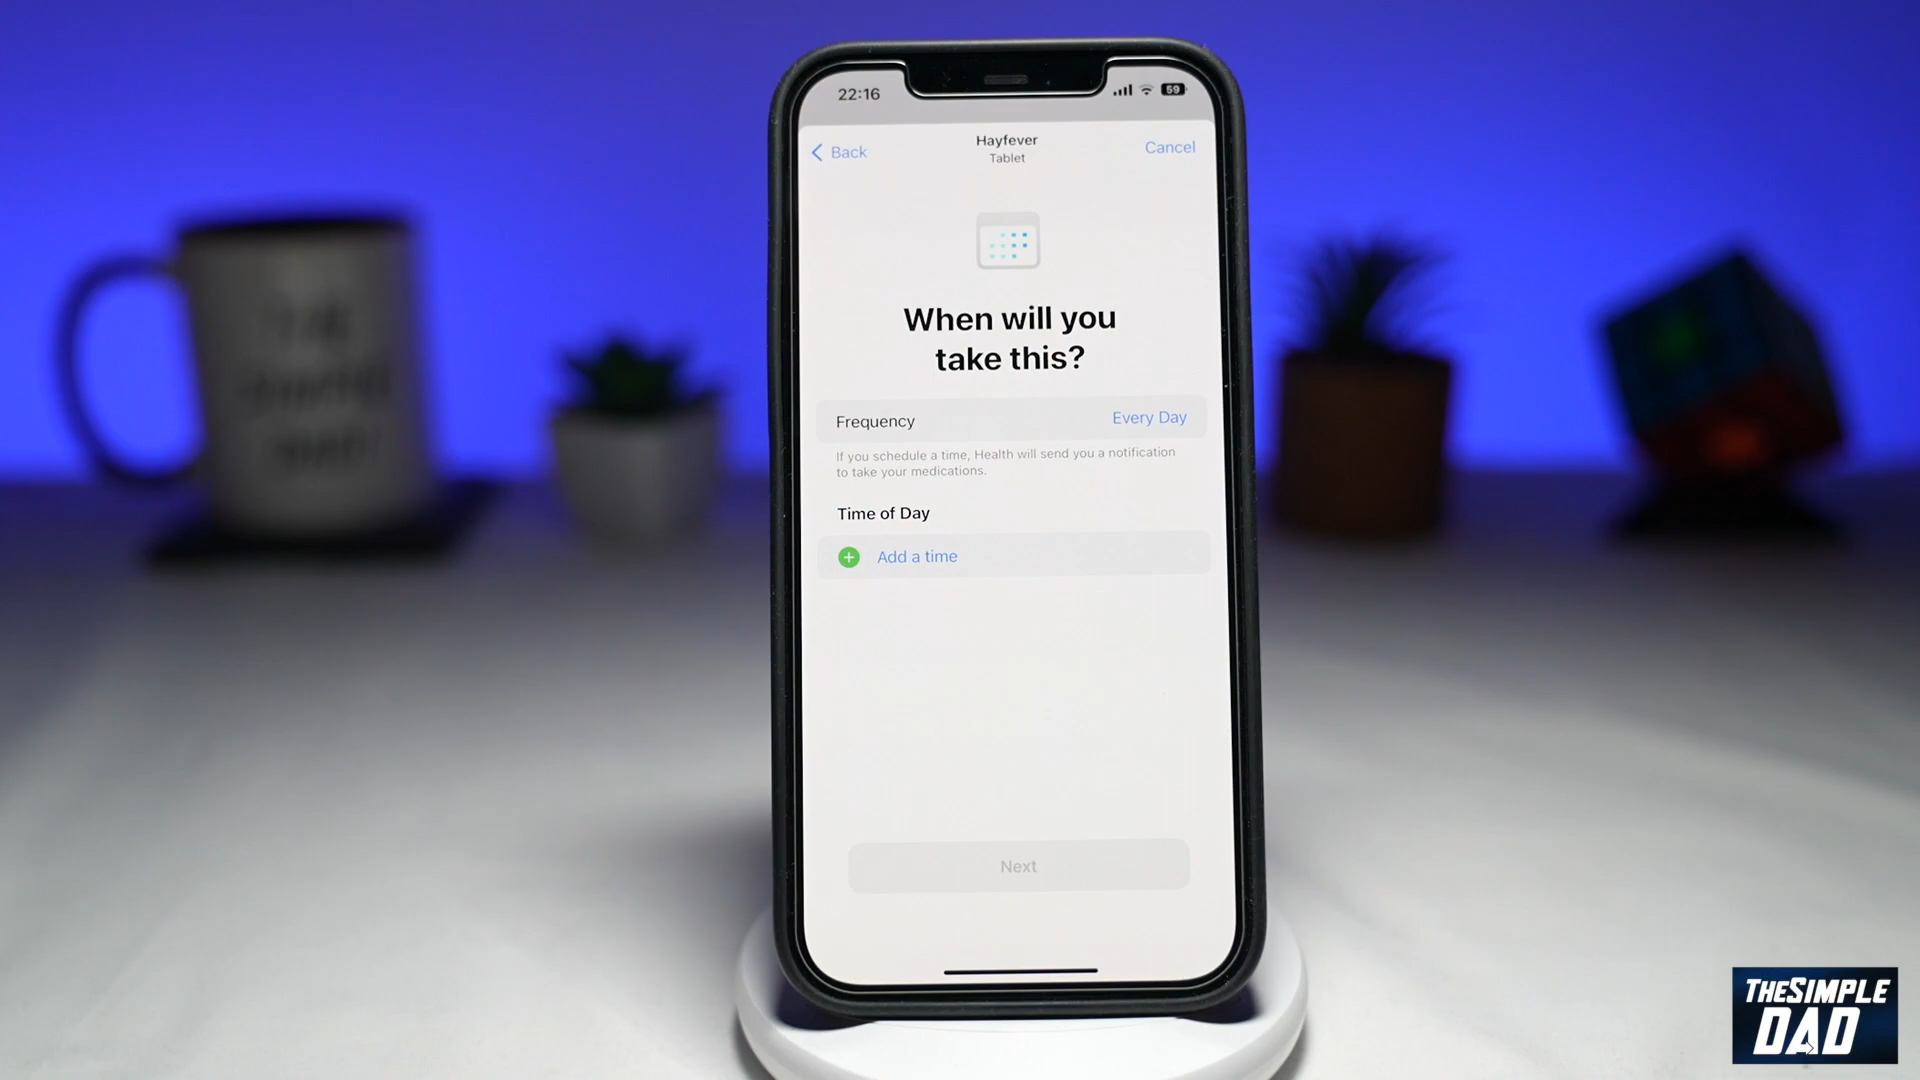 22:16
59
Back
Hayfever
Cancel
Tablet
When will you
take this?
Frequency
Every Day
If you schedule a time, Health will send you a notification
to take your medications.
Time of Day
Add a time
Next
THESIMPLE
DAD